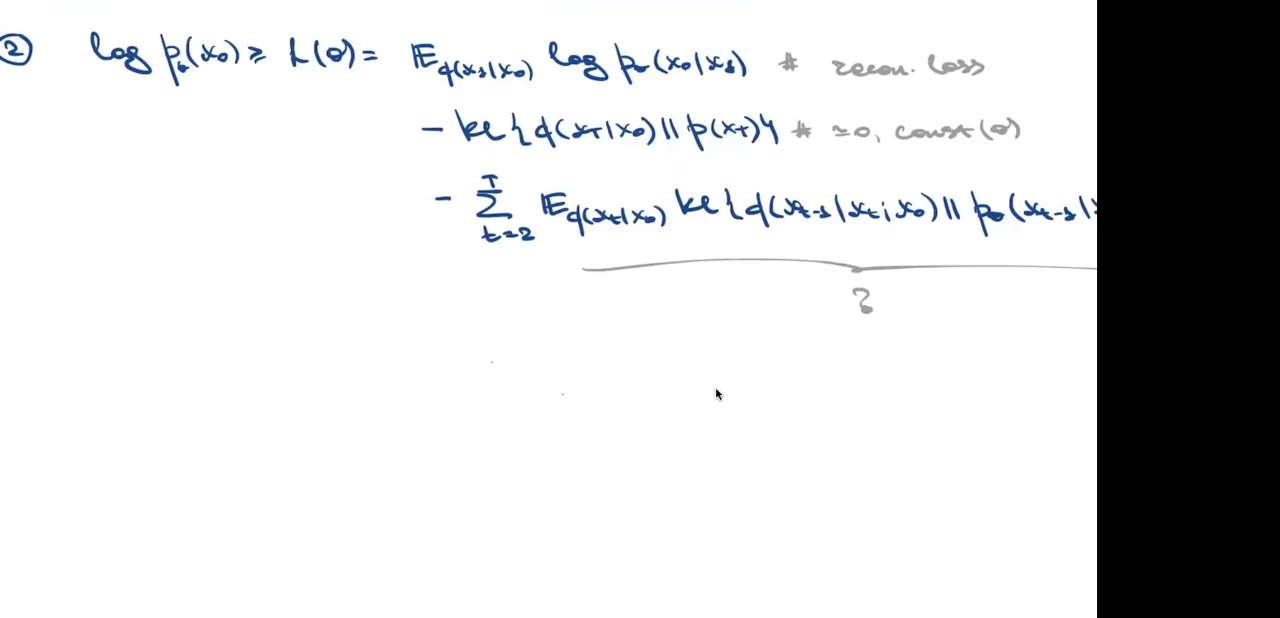 ② log p_θ(x_0) ≥ L(θ) = 𝔼_{q(x_1|x_0)} log p_θ(x_0|x_1) # recon. loss
− KL{q(x_T|x_0) || p(x_T)} # ≃0, const(θ)
− ∑_{t=2}^{T} 𝔼_{q(x_t|x_0)} KL{q(x_{t-1}|x_t; x_0) || p_θ(x_{t-1}|